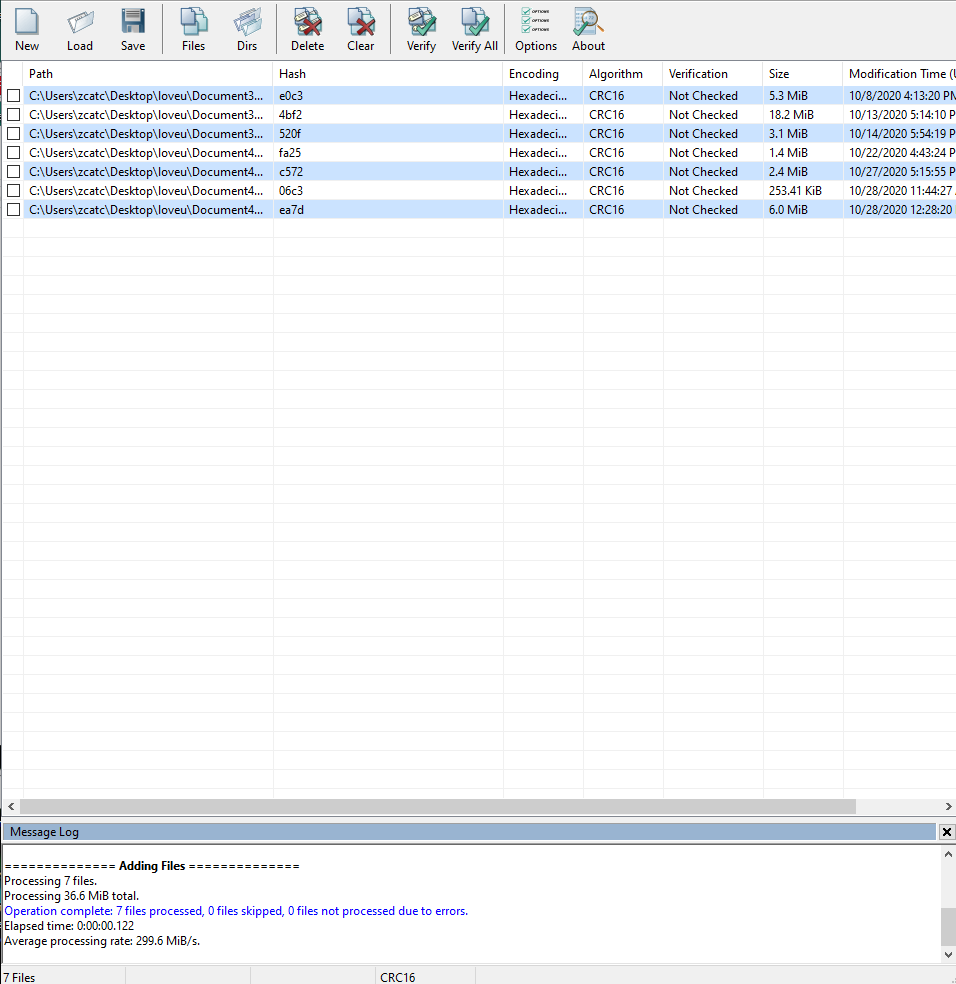 New Load Save Files Dirs Delete Clear Verify Verify All Options About
OPTIONS
OPTIONS
OPTIONS
Path Hash Encoding Algorithm Verification Size Modification Time (U
C:\Users\zcatc\Desktop\loveu\Document3... e0c3 Hexadeci... CRC16 Not Checked 5.3 MiB 10/8/2020 4:13:20 PM
C:\Users\zcatc\Desktop\loveu\Document3... 4bf2 Hexadeci... CRC16 Not Checked 18.2 MiB 10/13/2020 5:14:10 P
C:\Users\zcatc\Desktop\loveu\Document3... 520f Hexadeci... CRC16 Not Checked 3.1 MiB 10/14/2020 5:54:19 P
C:\Users\zcatc\Desktop\loveu\Document4... fa25 Hexadeci... CRC16 Not Checked 1.4 MiB 10/22/2020 4:43:24 P
C:\Users\zcatc\Desktop\loveu\Document4... c572 Hexadeci... CRC16 Not Checked 2.4 MiB 10/27/2020 5:15:55 P
C:\Users\zcatc\Desktop\loveu\Document4... 06c3 Hexadeci... CRC16 Not Checked 253.41 KiB 10/28/2020 11:44:27
C:\Users\zcatc\Desktop\loveu\Document4... ea7d Hexadeci... CRC16 Not Checked 6.0 MiB 10/28/2020 12:28:20
Message Log
============== Adding Files ==============
Processing 7 files.
Processing 36.6 MiB total.
Operation complete: 7 files processed, 0 files skipped, 0 files not processed due to errors.
Elapsed time: 0:00:00.122
Average processing rate: 299.6 MiB/s.
7 Files CRC16